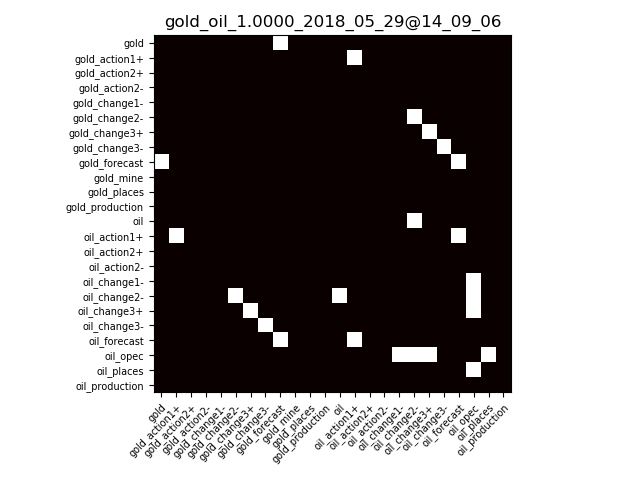 gold_oil_1.0000_2018_05_29@14_09_06
gold
gold_action1+
gold_action2+
gold_action2-
gold_change1-
gold_change2-
gold_change3+
gold_change3-
gold_forecast
gold_mine
gold_places
gold_production
oil
oil_action1+
oil_action2+
oil_action2-
oil_change1-
oil_change2-
oil_change3+
oil_change3-
oil_forecast
oil_opec
oil_places
oil_production
gold
gold_action1+
gold_action2+
gold_action2-
gold_change1-
gold_change2-
gold_change3+
gold_change3-
gold_forecast
gold_mine
gold_places
gold_production
oil
oil_action1+
oil_action2+
oil_action2-
oil_change1-
oil_change2-
oil_change3+
oil_change3-
oil_forecast
oil_opec
oil_places
oil_production